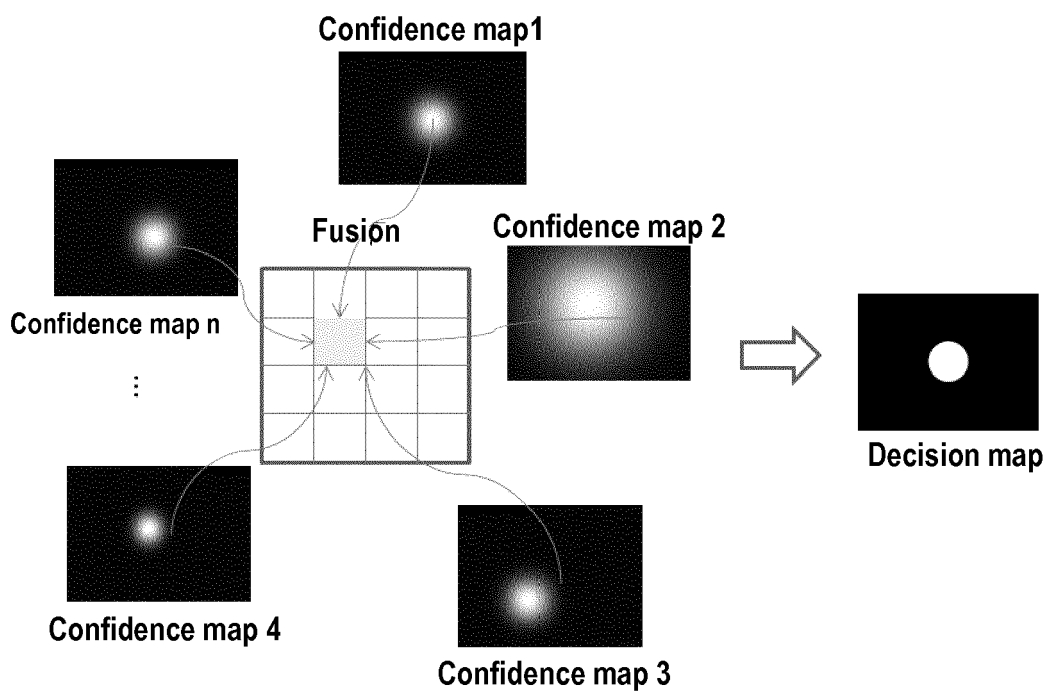 Confidence map1
Fusion
Confidence map 2
Confidence map n
...
Decision map
Confidence map 4
Confidence map 3